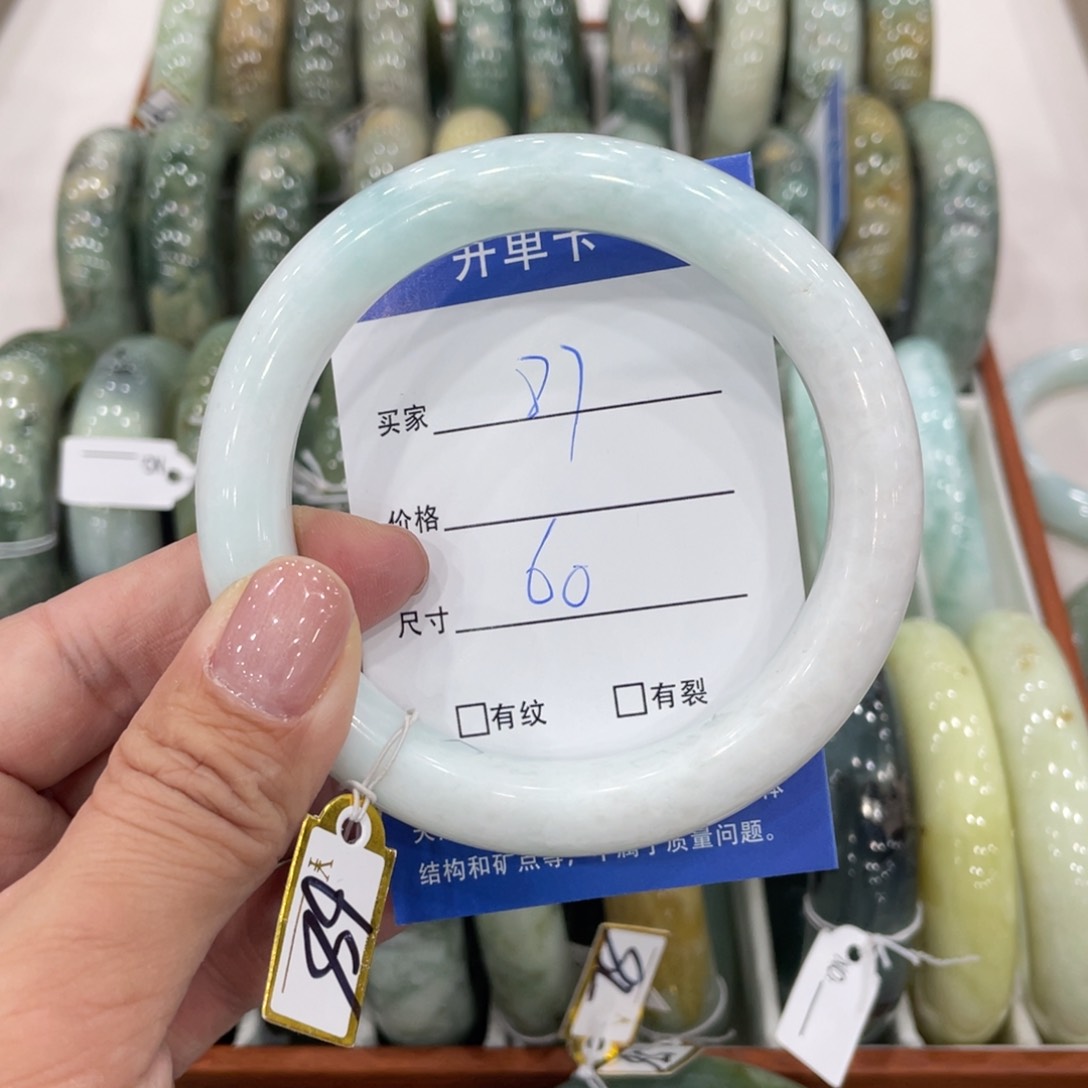 开单卡
买家 87
价格
尺寸 60
□有纹 □有裂
结构和矿点等，不属于质量问题。